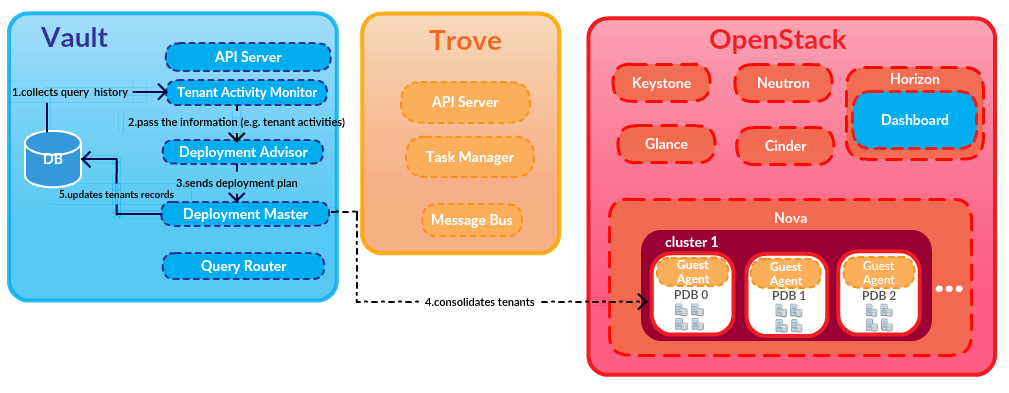 Vault
API Server
1.collects query history
Tenant Activity Monitor
2.pass the information (e.g. tenant activities)
DB
Deployment Advisor
3.sends deployment plan
5.updates tenants records
Deployment Master
Query Router
4.consolidates tenants
Trove
API Server
Task Manager
Message Bus
OpenStack
Keystone
Neutron
Horizon
Dashboard
Glance
Cinder
Nova
cluster 1
Guest
Agent
PDB 0
Guest
Agent
PDB 1
Guest
Agent
PDB 2